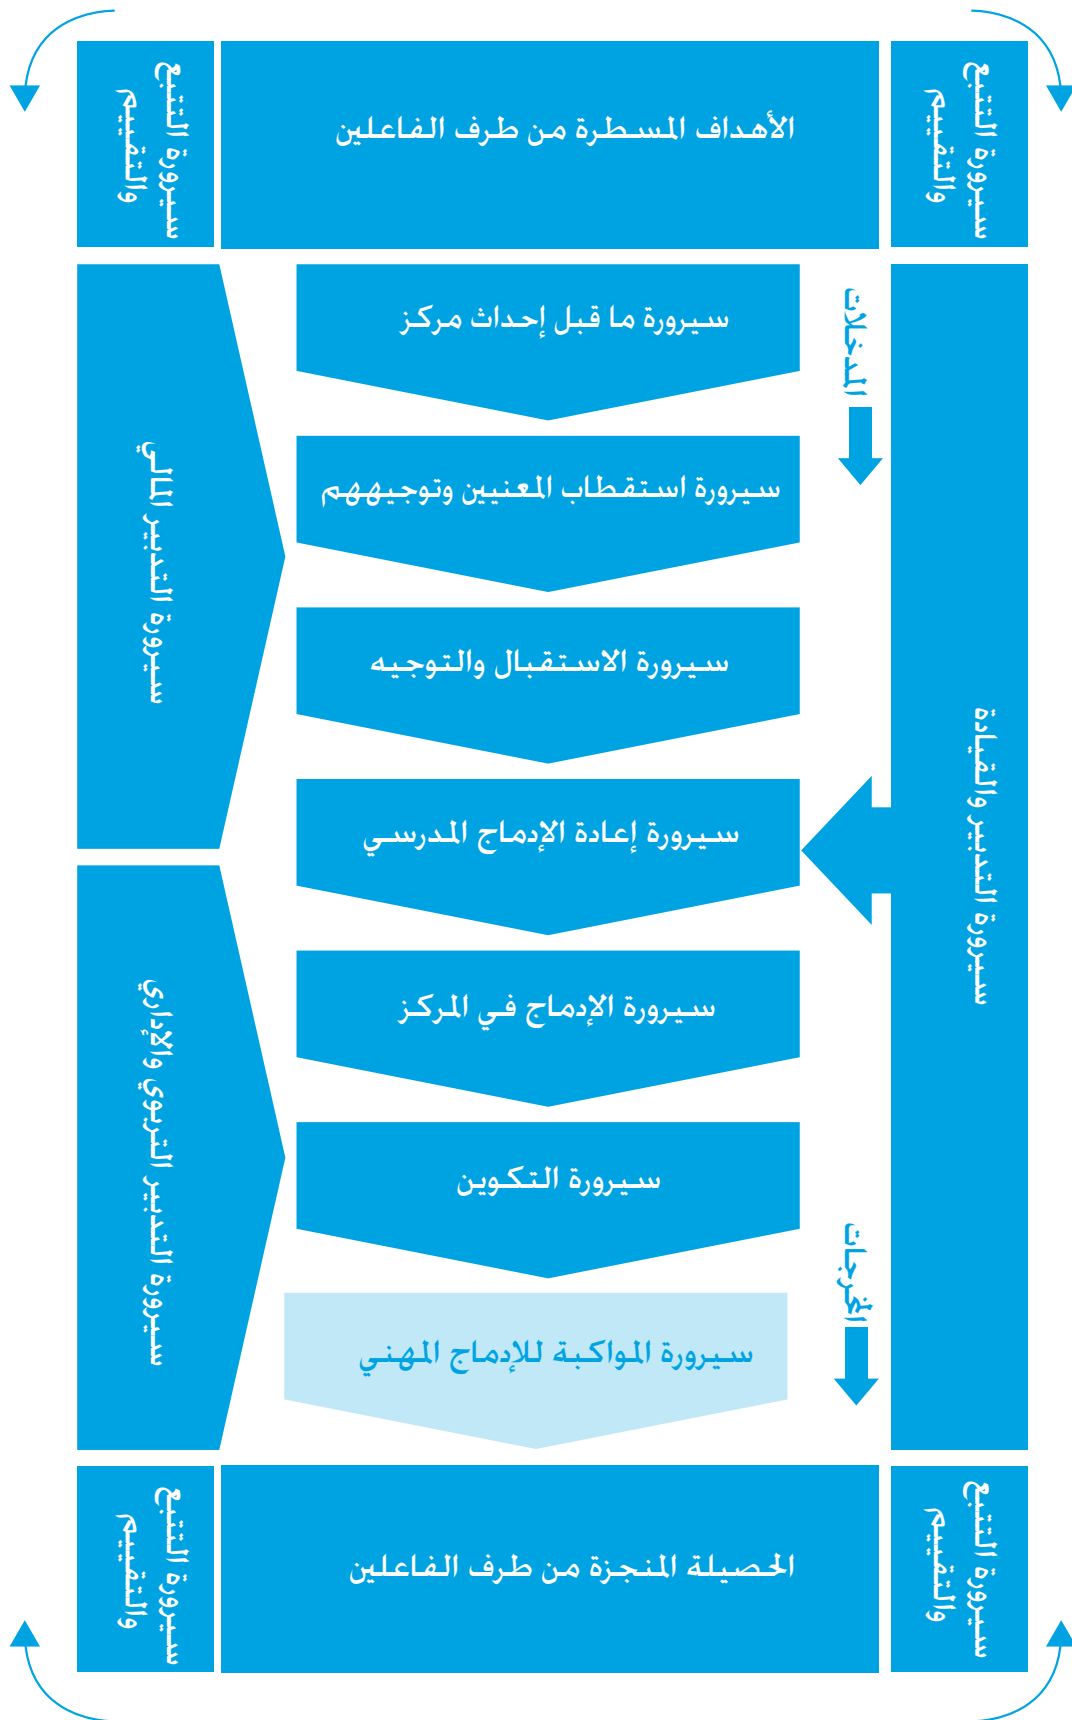 سيرورة التتبع
والتقييم
الأهداف المسطرة من طرف الفاعلين
سيرورة التتبع
والتقييم
المدخلات
سيرورة ما قبل إحداث مركز
سيرورة استقطاب المعنيين وتوجيههم
سيرورة الاستقبال والتوجيه
سيرورة إعادة الإدماج المدرسي
سيرورة الإدماج في المركز
سيرورة التكوين
سيرورة المواكبة للإدماج المهني
المخرجات
سيرورة التدبير والقيادة
سيرورة التدبير المالي
سيرورة التدبير التربوي والإداري
سيرورة التتبع
والتقييم
الحصيلة المنجزة من طرف الفاعلين
سيرورة التتبع
والتقييم